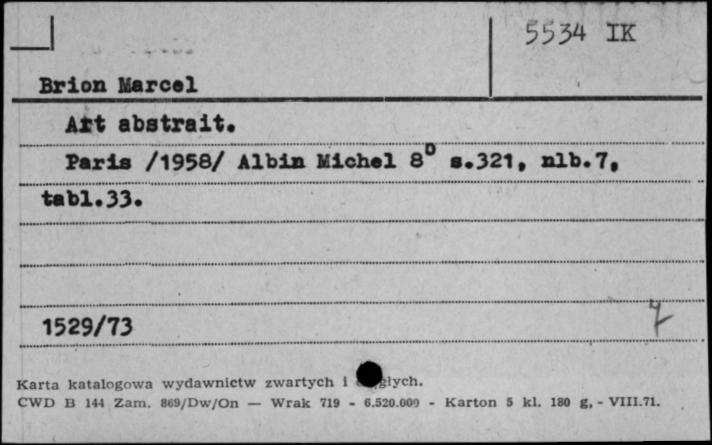 5534 IK
Brion Marcel
Art abstrait.
Paris /1958/ Albin Michel 8° s.321, nlb.7,
tabl.33.
1529/73
Karta katalogowa wydawnictw zwartych i
CWD B 144 Zam. 869/Dw/On — Wrak 719 - 6.520.000 - Karton 5 kl. 180 g, - VIII.71.